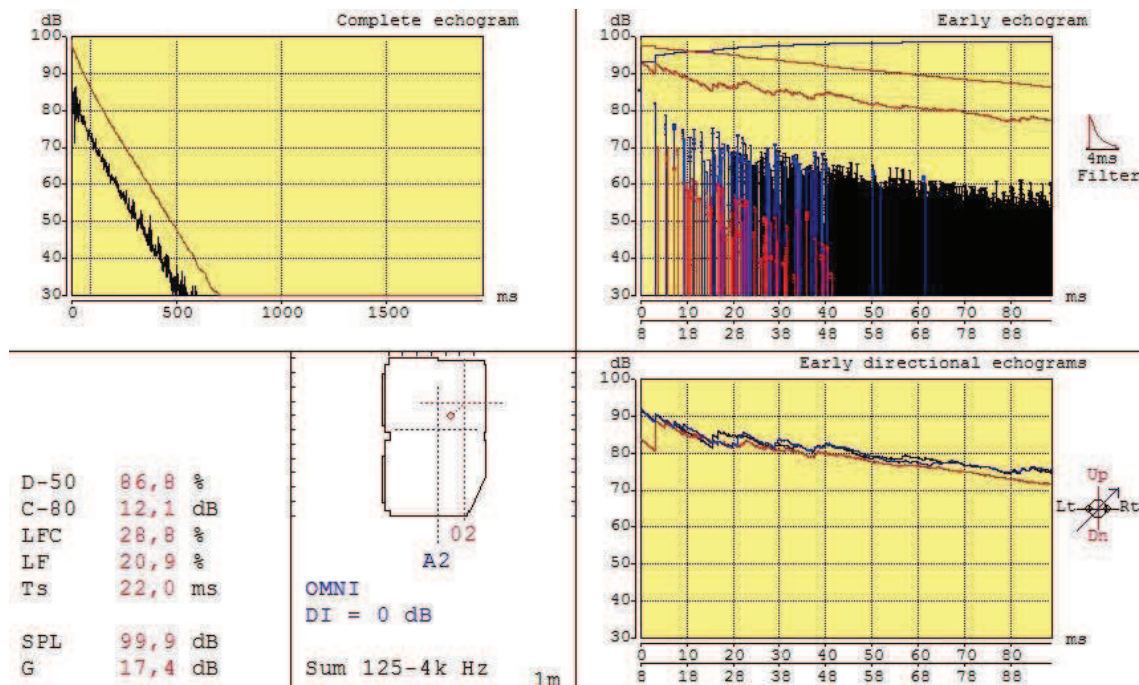 dB Complete echogram
100
90
80
70
60
50
40
30
ms
0 500 1000 1500
dB Early echogram
100
90
80
70
60
50
40
30
ms
0 10 20 30 40 50 60 70 80
8 18 28 38 48 58 68 78 88
4ms
Filter
D-50 86,8 %
C-80 12,1 dB
LFC 28,8 %
LF 20,9 %
Ts 22,0 ms
SPL 99,9 dB
G 17,4 dB
02
A2
OMNI
DI = 0 dB
Sum 125-4k Hz 1m
dB Early directional echograms
100
90
80
70
60
50
40
30
ms
0 10 20 30 40 50 60 70 80
8 18 28 38 48 58 68 78 88
Up
Lt Rt
Dn